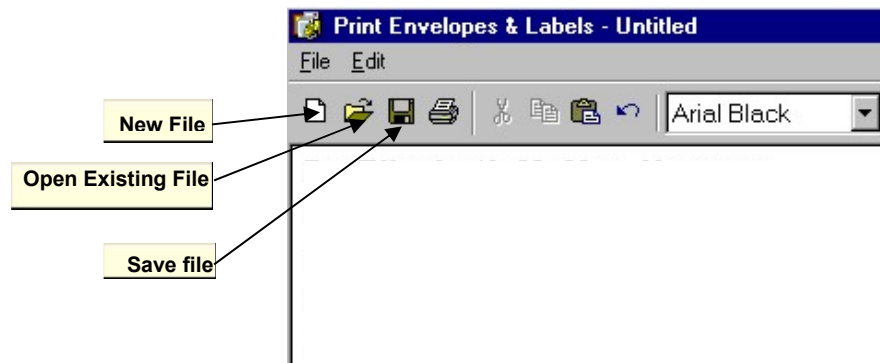 Print Envelopes & Labels - Untitled
File Edit
Arial Black
New File
Open Existing File
Save file